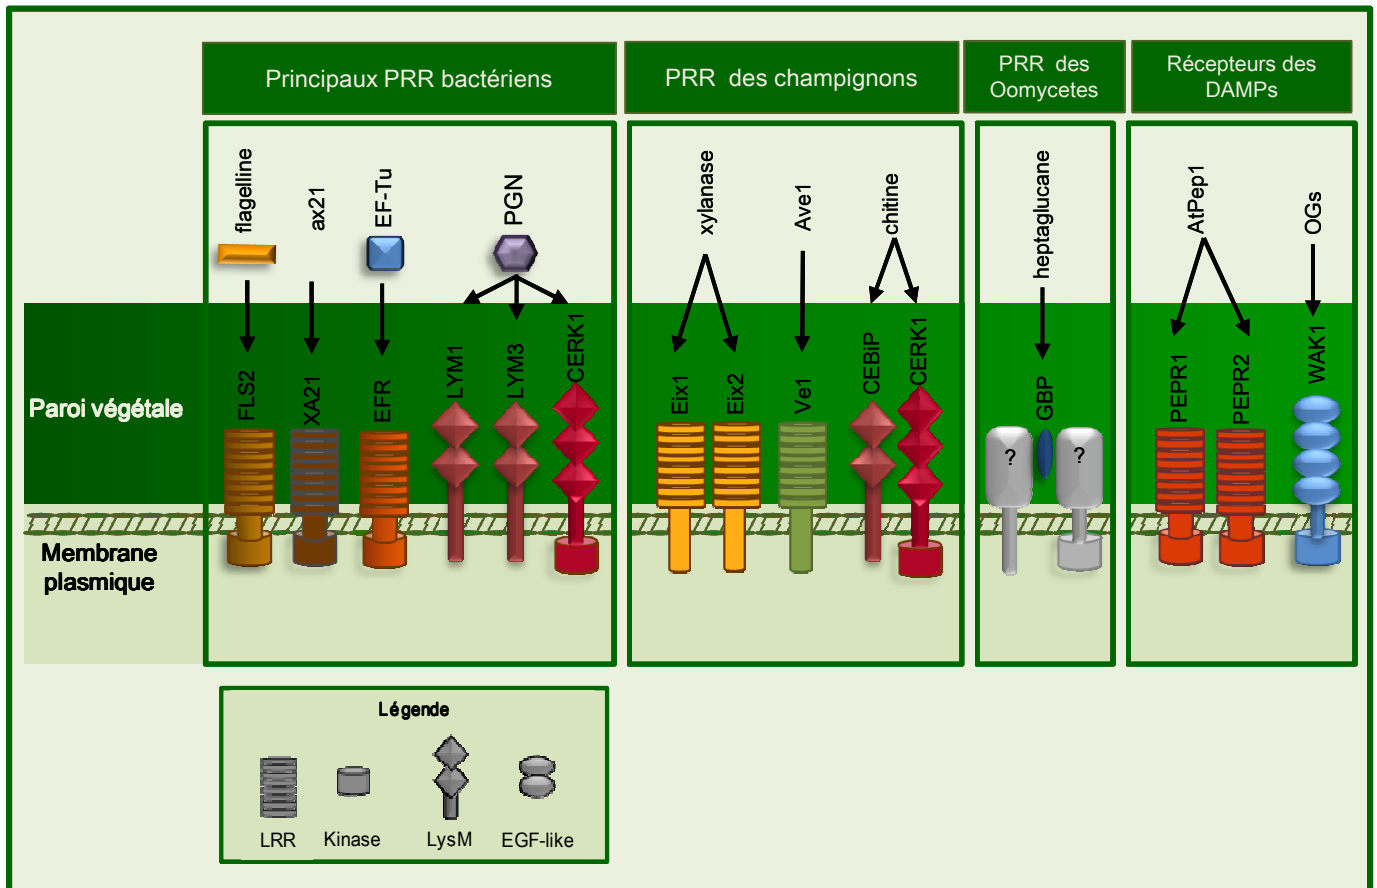 Principaux PRR bactériens
PRR des champignons
PRR des
Oomycetes
Récepteurs des
DAMPs
flagelline
ax21
EF-Tu
PGN
xylanase
Ave1
chitine
heptaglucane
AtPep1
OGs
Paroi végétale
FLS2
XA21
EFR
LYM1
LYM3
CERK1
Eix1
Eix2
Ve1
CEBiP
CERK1
GBP
?
?
PEPR1
PEPR2
WAK1
Membrane
plasmique
Légende
LRR
Kinase
LysM
EGF-like